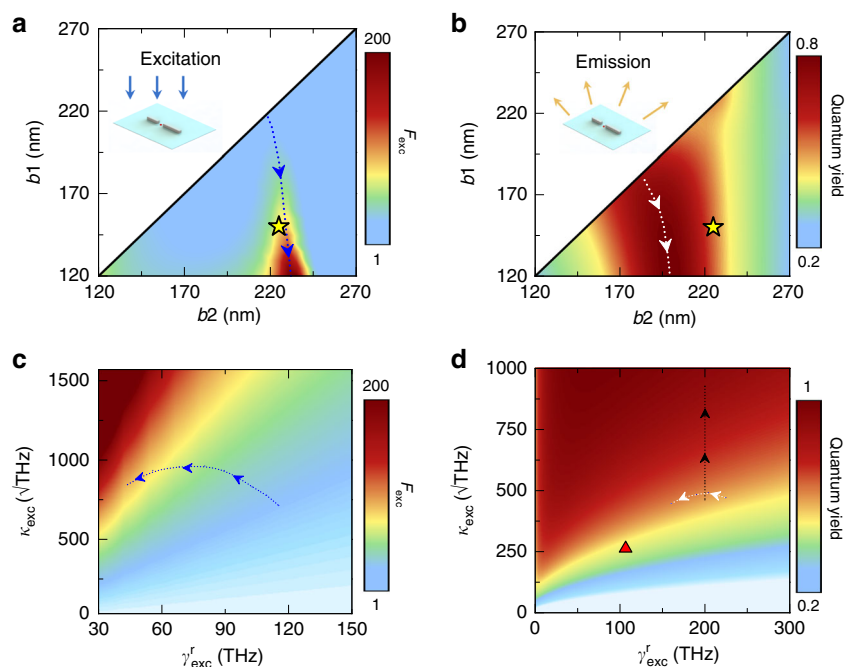 a
270
220
170
120
b1 (nm)
Excitation
120
170
220
270
b2 (nm)
200
F_exc
1
b
270
220
170
120
b1 (nm)
Emission
120
170
220
270
b2 (nm)
0.8
Quantum yield
0.2
c
1500
1000
500
0
κ_exc (√THz)
30
60
90
120
150
γ^r_exc (THz)
200
F_exc
1
d
1000
750
500
250
0
κ_exc (√THz)
0
100
200
300
γ^r_exc (THz)
1
Quantum yield
0.2